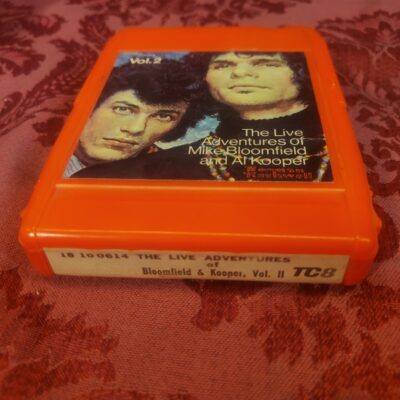 Vol.2
The Live
Adventures of
Mike Bloomfield
and Al Kooper
18 10 0614 THE LIVE ADVENTURES
of
Bloomfield & Kooper, Vol. II TC8